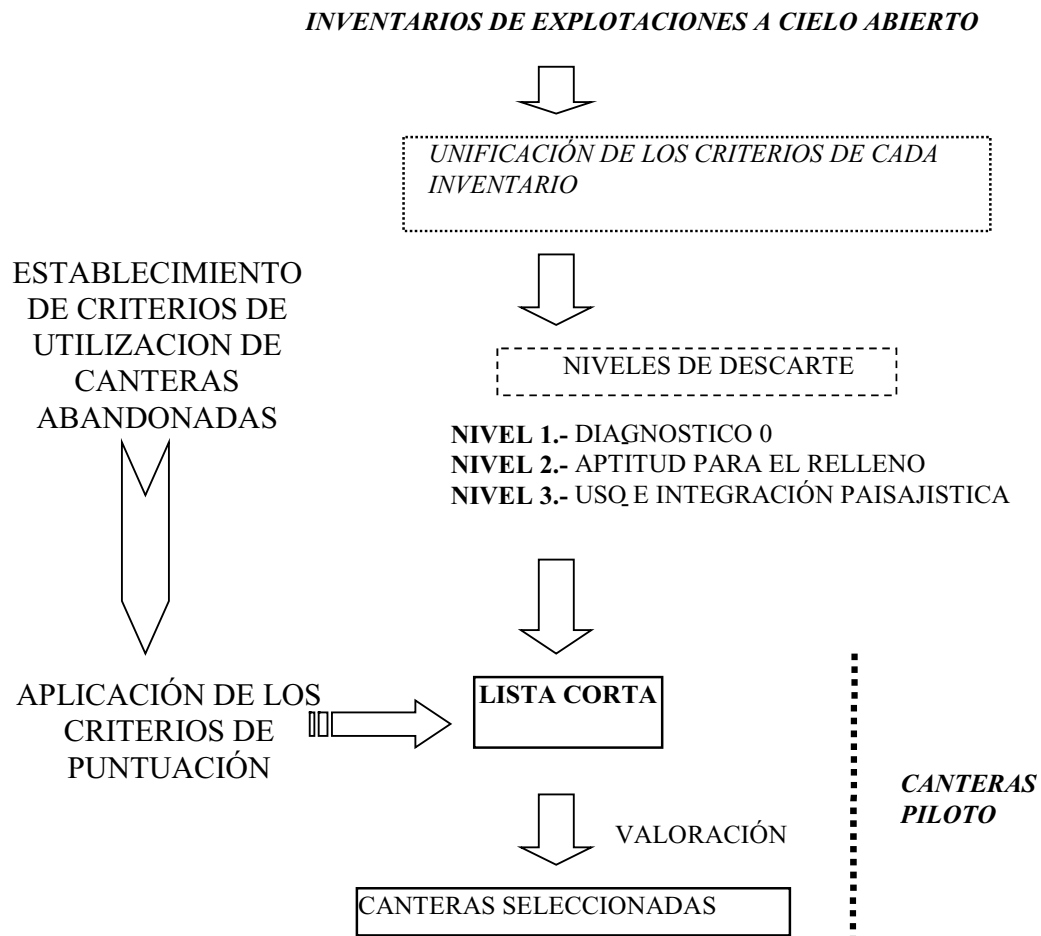 INVENTARIOS DE EXPLOTACIONES A CIELO ABIERTO
UNIFICACIÓN DE LOS CRITERIOS DE CADA
INVENTARIO
ESTABLECIMIENTO
DE CRITERIOS DE
UTILIZACION DE
CANTERAS
ABANDONADAS
NIVELES DE DESCARTE
NIVEL 1.- DIAGNOSTICO 0
NIVEL 2.- APTITUD PARA EL RELLENO
NIVEL 3.- USO E INTEGRACIÓN PAISAJISTICA
APLICACIÓN DE LOS
CRITERIOS DE
PUNTUACIÓN
LISTA CORTA
CANTERAS
PILOTO
VALORACIÓN
CANTERAS SELECCIONADAS